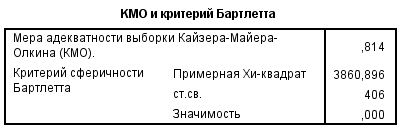 КМО и критерий Бартлетта
Мера адекватности выборки Кайзера-Майера-
Олкина (КМО). ,814
Критерий сферичности Примерная Хи-квадрат 3860,896
Бартлетта ст.св. 406
Значимость ,000